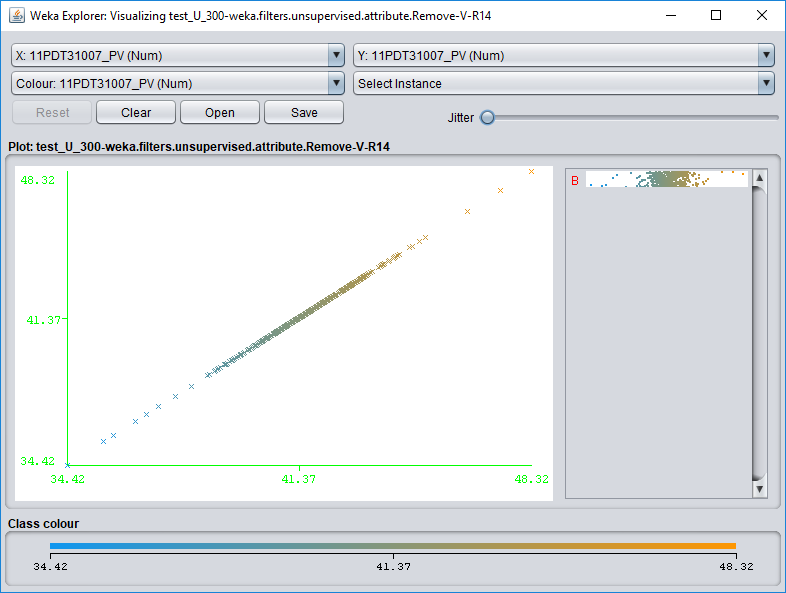 Weka Explorer: Visualizing test_U_300-weka.filters.unsupervised.attribute.Remove-V-R14
X: 11PDT31007_PV (Num)
Y: 11PDT31007_PV (Num)
Colour: 11PDT31007_PV (Num)
Select Instance
Reset
Clear
Open
Save
Jitter
Plot: test_U_300-weka.filters.unsupervised.attribute.Remove-V-R14
48.32
41.37
34.42
34.42
41.37
48.32
B
Class colour
34.42
41.37
48.32